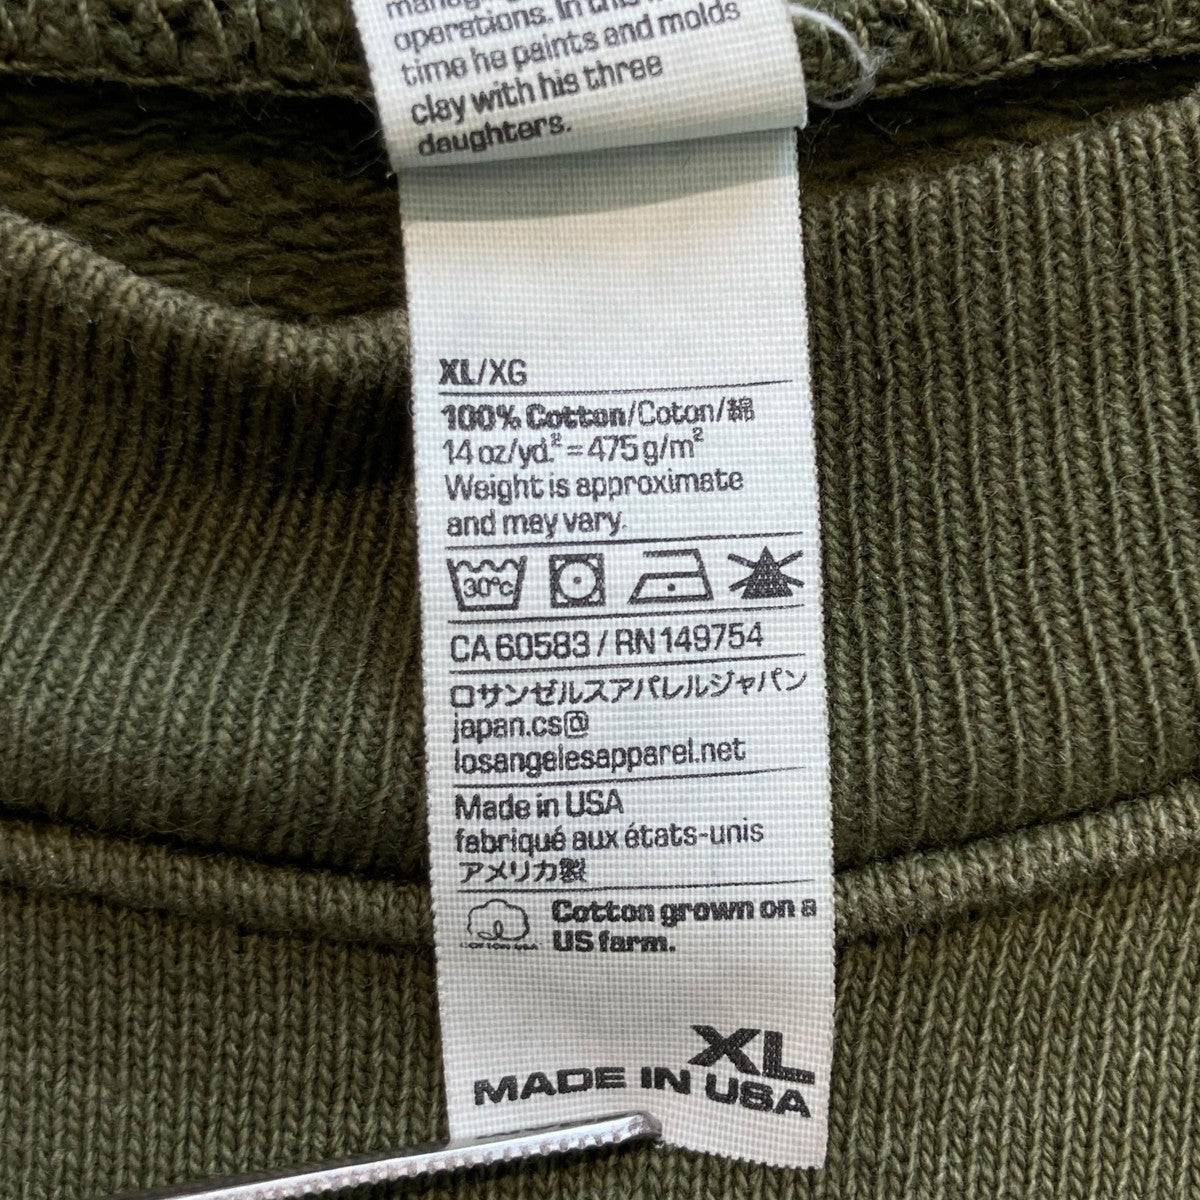 operations. In
time he paints and molds
clay with his three
daughters.
XL/XG
100% Cotton/Coton/綿
14 oz/yd.² = 475 g/m²
Weight is approximate
and may vary.
30°c
CA 60583 / RN 149754
ロサンゼルスアパレルジャパン
japan.cs@
losangelesapparel.net
Made in USA
fabriqué aux états-unis
アメリカ製
COTTON USA
Cotton grown on a
US farm.
XL
MADE IN USA